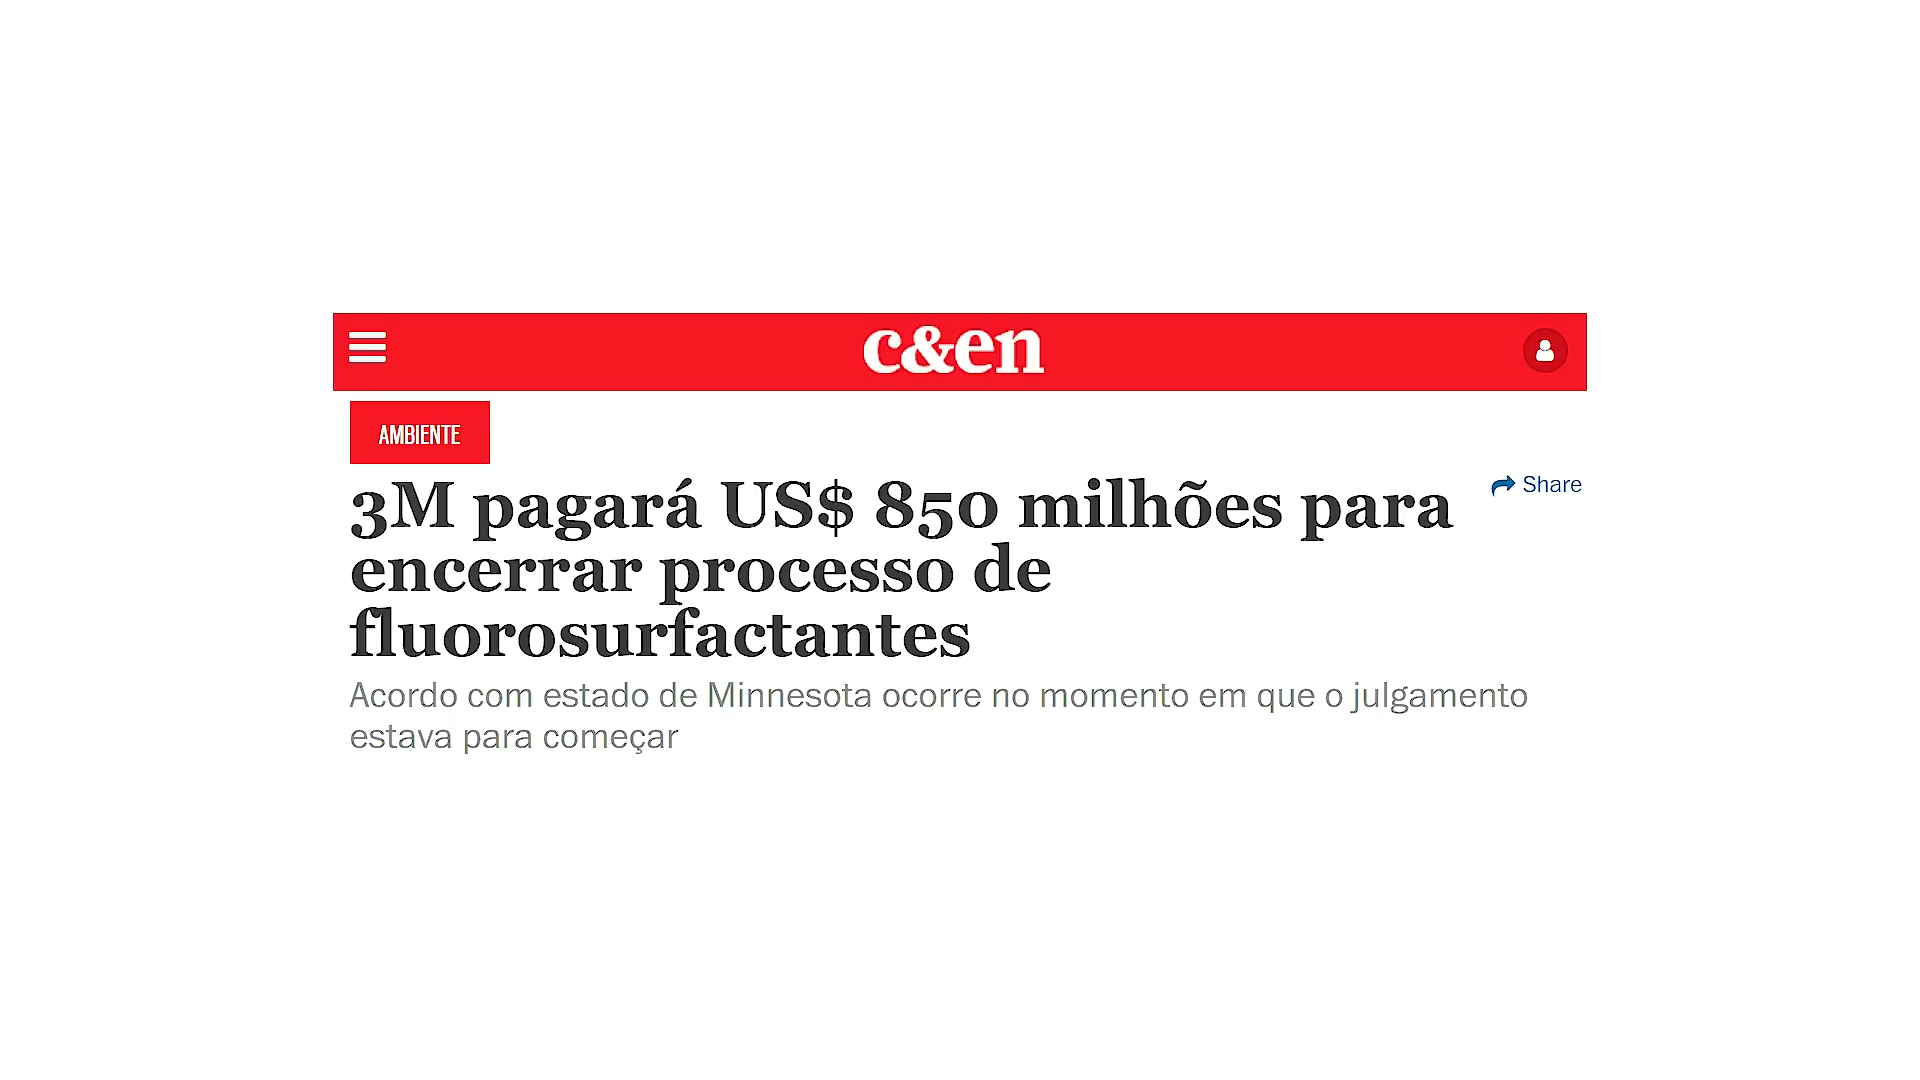 c&en
AMBIENTE
3M pagará US$ 850 milhões para
encerrar processo de
fluorosurfactantes
Share
Acordo com estado de Minnesota ocorre no momento em que o julgamento
estava para começar